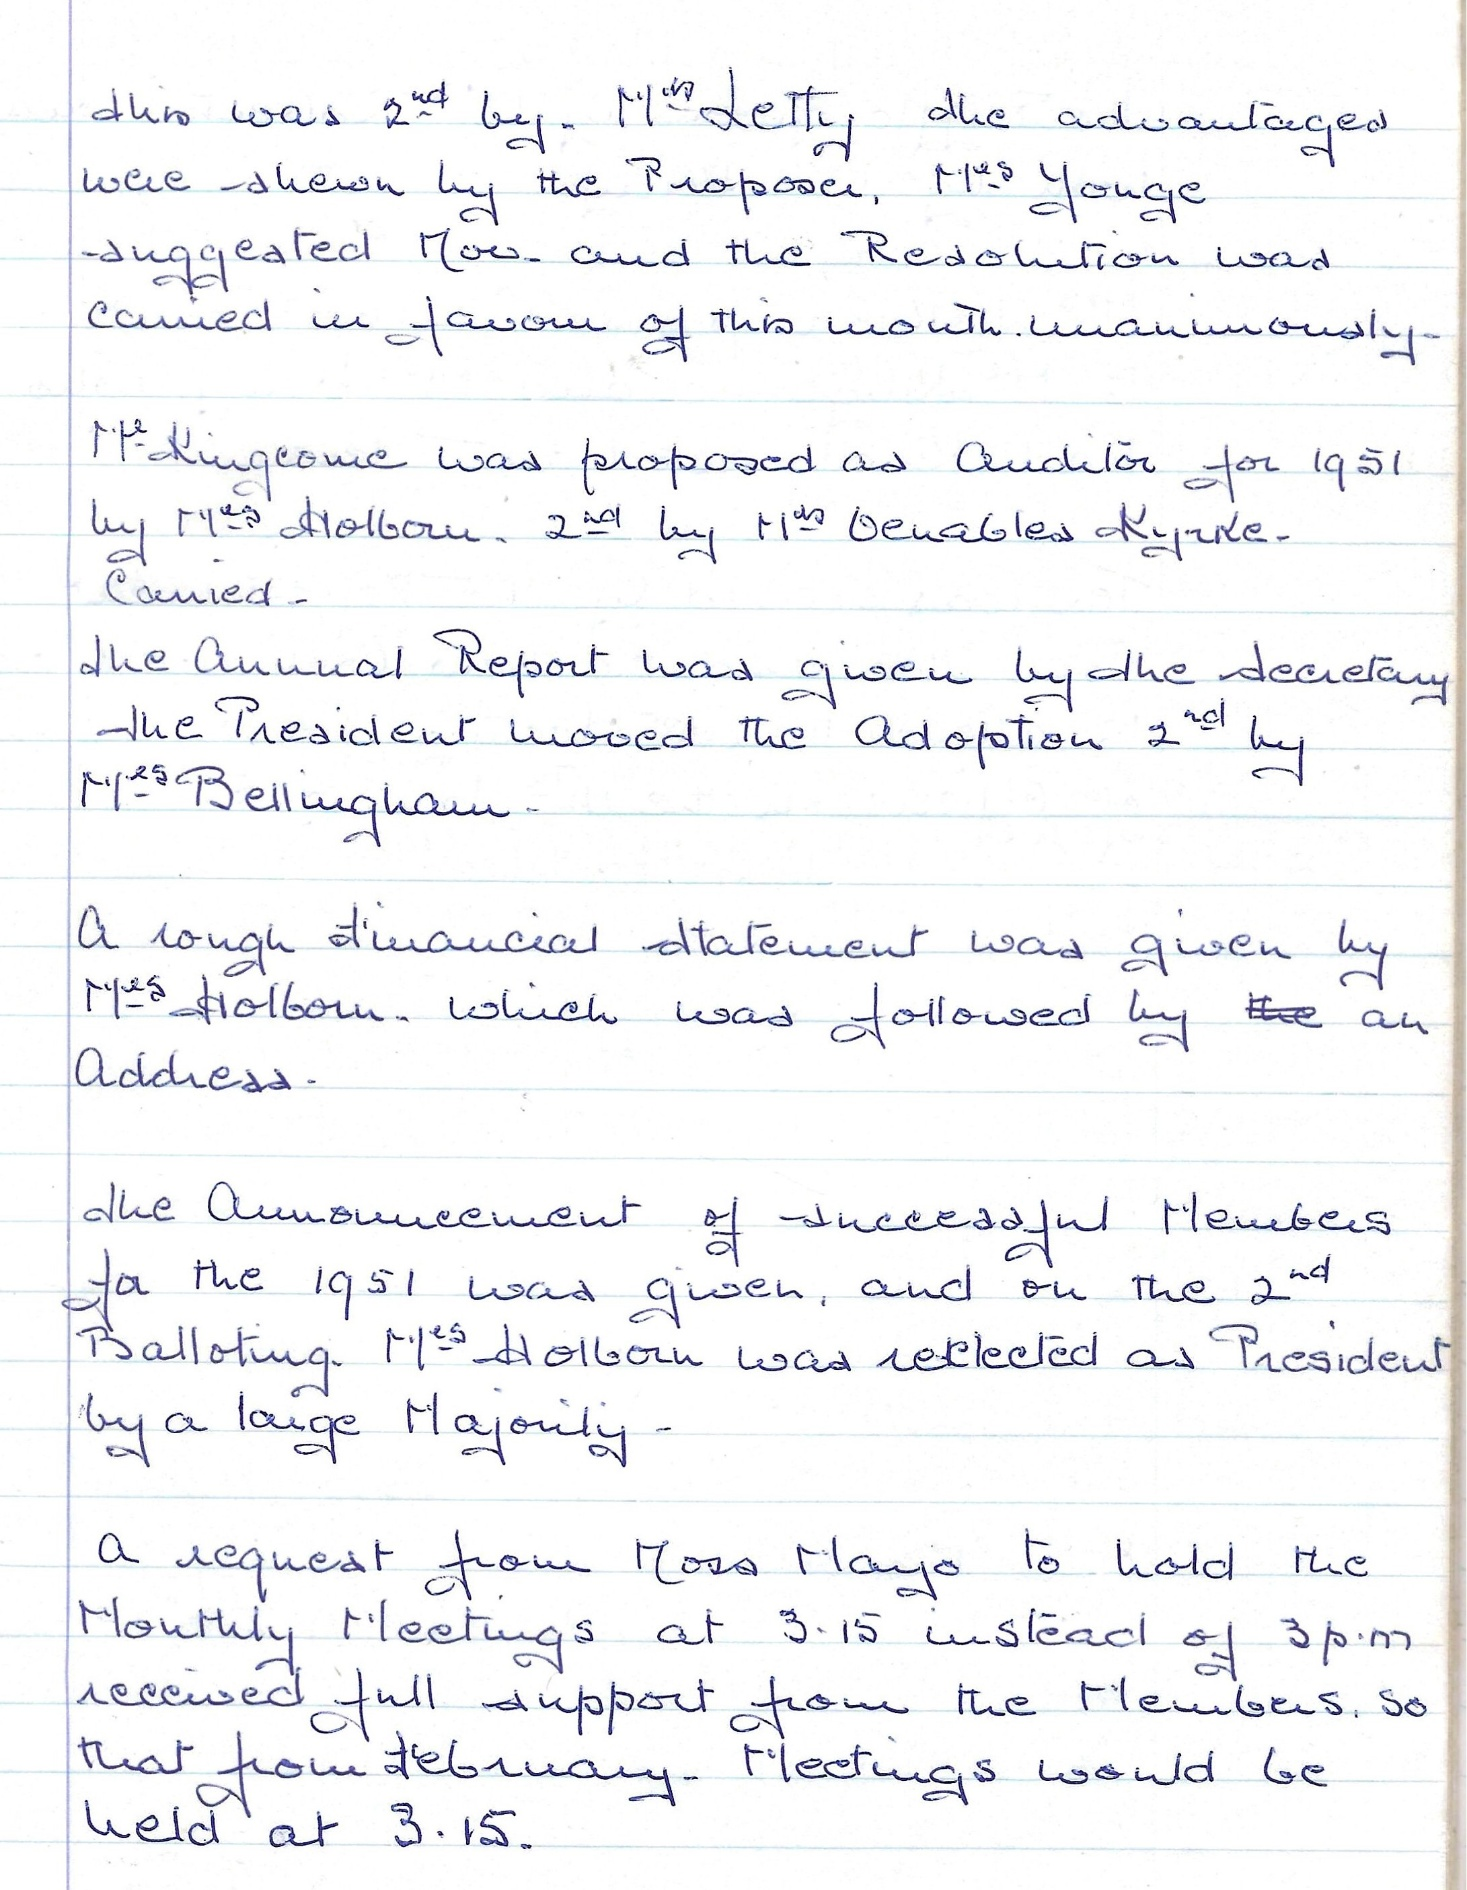 This was 2nd by. Mrs Letty The advantages
were shewn by the Proposer, Mrs Yonge
suggested Nov. and the Resolution was
carried in favour of this month. unanimously.
Mr Kingcome was proposed as Auditor for 1951
by Mrs Holborn. 2nd by Mrs Venables Kyrke.
Carried.
The Annual Report was given by the Secretary
The President moved the Adoption 2nd by
Mrs Bellingham.
A rough Financial Statement was given by
Mrs Holborn. which was followed by the an
Address.
The Announcement of successful Members
for the 1951 was given, and on the 2nd
Balloting. Mrs Holborn was reelected as President
by a large Majority.
A request from Moss Mayo to hold the
Monthly Meetings at 3.15 instead of 3 p.m
received full support from the Members. So
that from February. Meetings would be
held at 3.15.